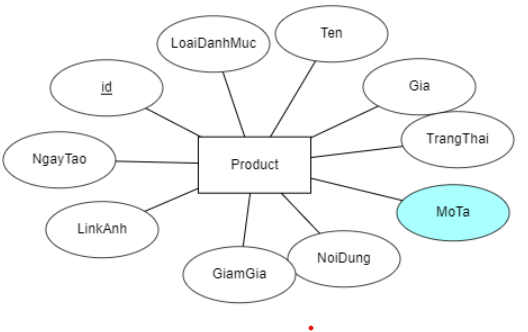 Ten
LoaiDanhMuc
id
Gia
TrangThai
NgayTao
Product
MoTa
LinkAnh
NoiDung
GiamGia